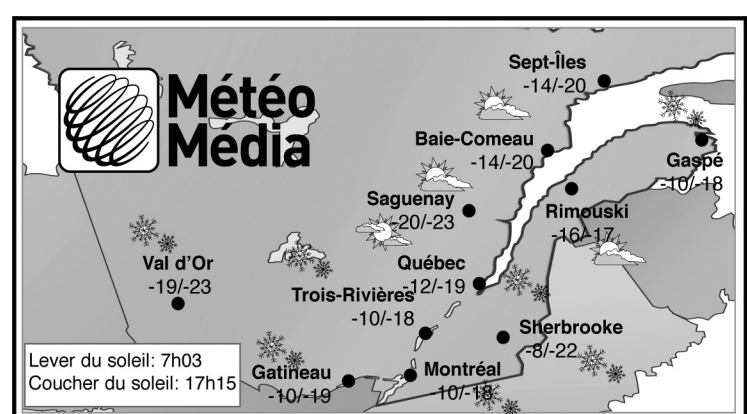 Météo
Média
Sept-Îles
-14/-20
Baie-Comeau
-14/-20
Gaspé
-10/-18
Saguenay
-20/-23
Rimouski
-16/-17
Val d'Or
-19/-23
Québec
-12/-19
Trois-Rivières
-10/-18
Sherbrooke
-8/-22
Gatineau
-10/-19
Montréal
-10/-18
Lever du soleil: 7h03
Coucher du soleil: 17h15